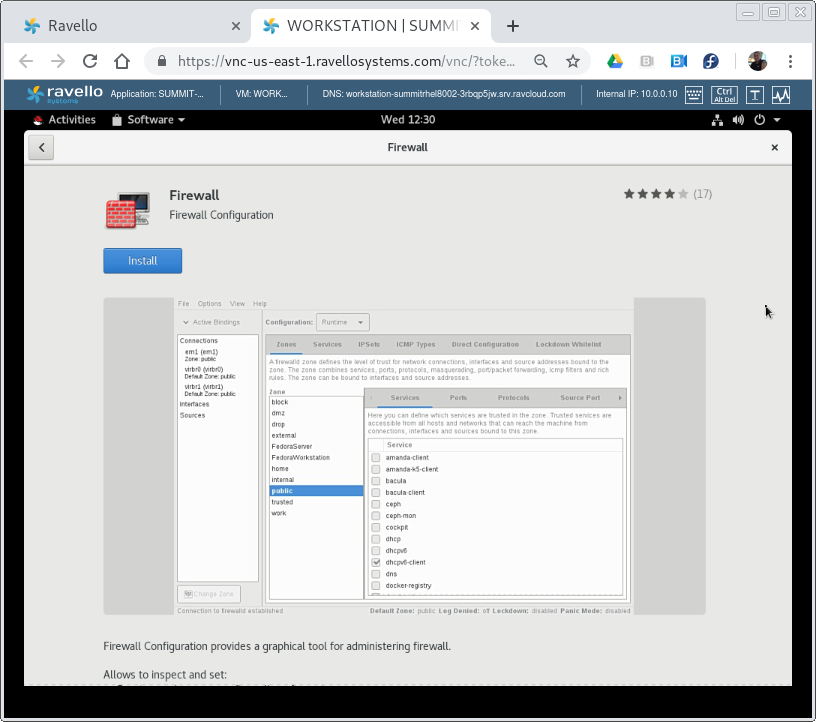 Ravello
WORKSTATION | SUMMI
https://vnc-us-east-1.ravellosystems.com/vnc/?toke...
ravello
systems
Application: SUMMIT-...
VM: WORK...
DNS: workstation-summitrhel8002-3rbqp5jw.srv.ravcloud.com
Internal IP: 10.0.0.10
Ctrl
Alt Del
Activities
Software
Wed 12:30
Firewall
Firewall
Firewall Configuration
(17)
Install
File Options View Help
Active Bindings
Configuration: Runtime
Connections
em1 (em1)
Zone: public
virbr0 (virbr0)
Default Zone: public
virbr1 (virbr1)
Default Zone: public
Interfaces
Sources
Zones Services IPSets ICMP Types Direct Configuration Lockdown Whitelist
A firewalld zone defines the level of trust for network connections, interfaces and source addresses bound to the
zone. The zone combines services, ports, protocols, masquerading, port/packet forwarding, icmp filters and rich
rules. The zone can be bound to interfaces and source addresses.
Zone
block
dmz
drop
external
FedoraServer
FedoraWorkstation
home
internal
public
trusted
work
Services Ports Protocols Source Port
Here you can define which services are trusted in the zone. Trusted services are
accessible from all hosts and networks that can reach the machine from
connections, interfaces and sources bound to this zone.
Service
amanda-client
amanda-k5-client
bacula
bacula-client
ceph
ceph-mon
cockpit
dhcp
dhcpv6
dhcpv6-client
dns
docker-registry
Change Zone
Connection to firewalld established.
Default Zone: public Log Denied: off Lockdown: disabled Panic Mode: disabled
Firewall Configuration provides a graphical tool for administering firewall.
Allows to inspect and set: